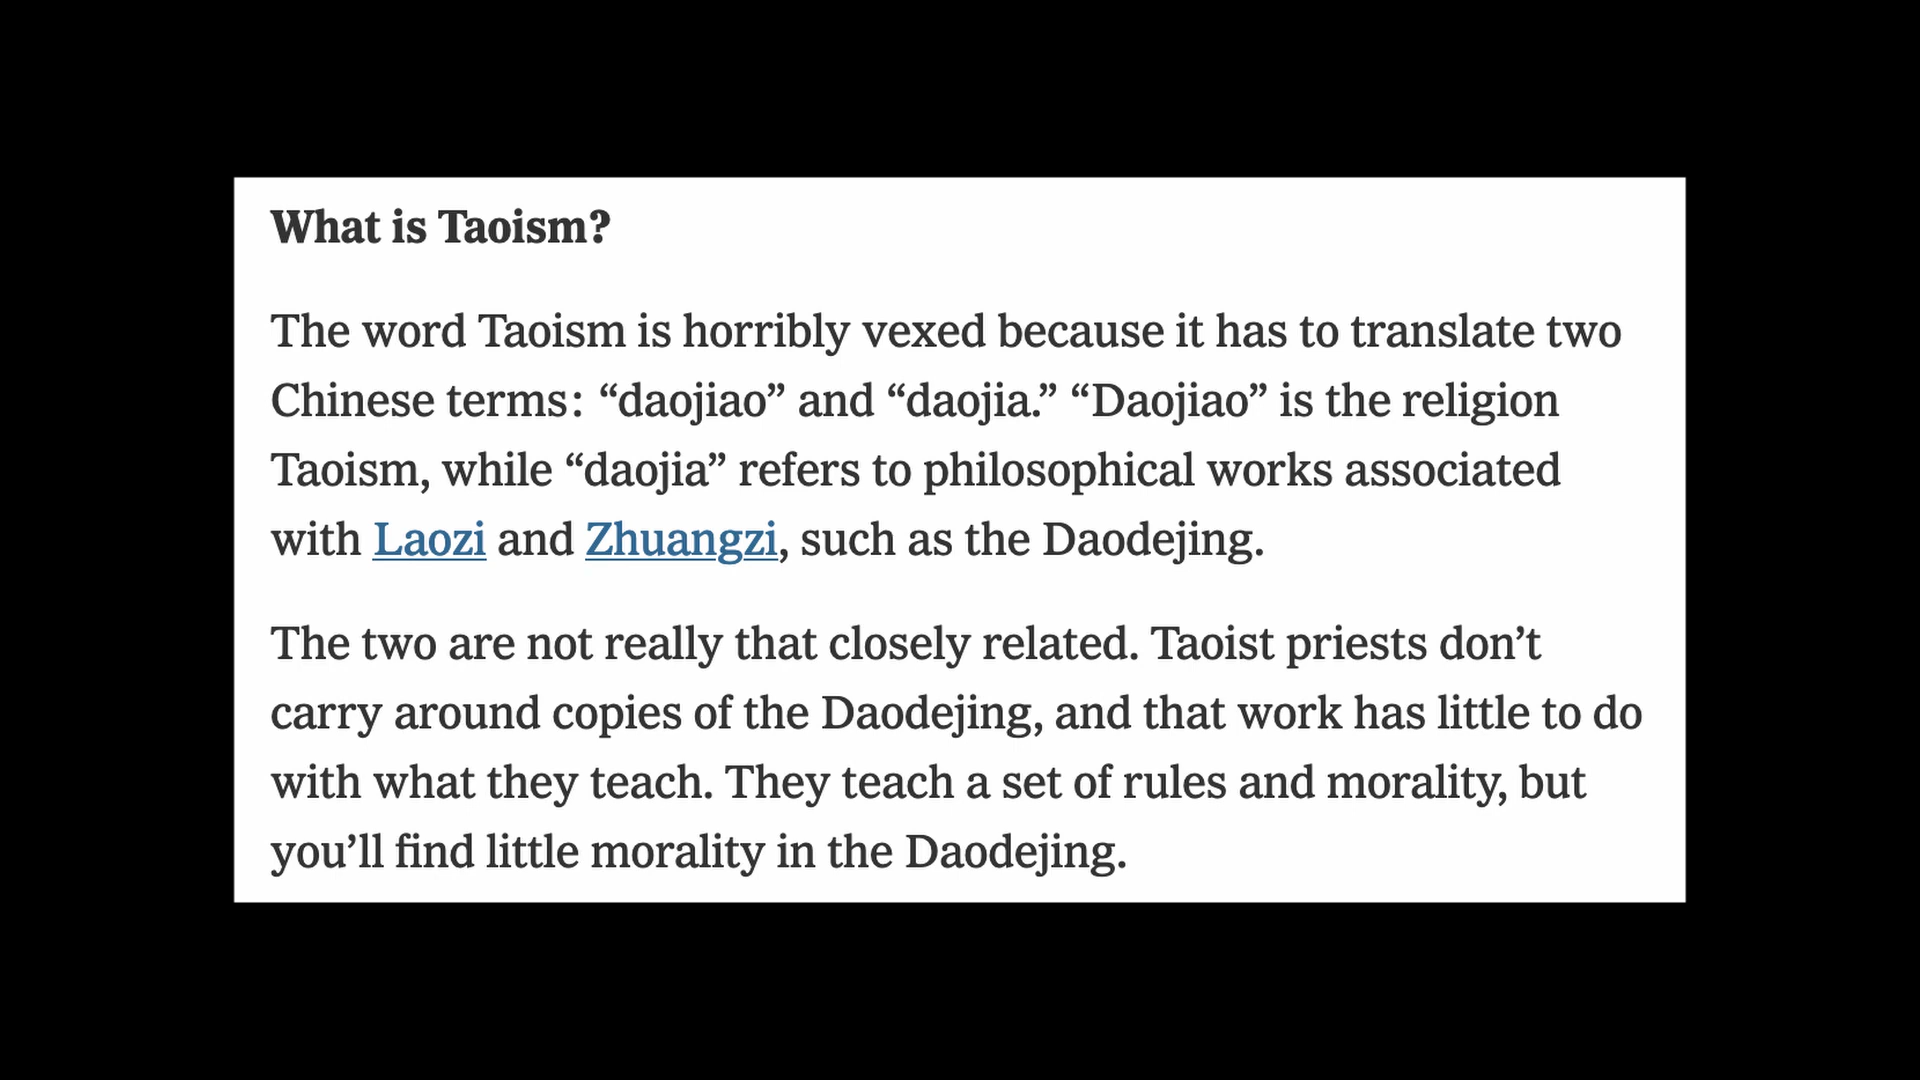 What is Taoism?
The word Taoism is horribly vexed because it has to translate two
Chinese terms: “daojiao” and “daojia.” “Daojiao” is the religion
Taoism, while “daojia” refers to philosophical works associated
with Laozi and Zhuangzi, such as the Daodejing.
The two are not really that closely related. Taoist priests don’t
carry around copies of the Daodejing, and that work has little to do
with what they teach. They teach a set of rules and morality, but
you’ll find little morality in the Daodejing.